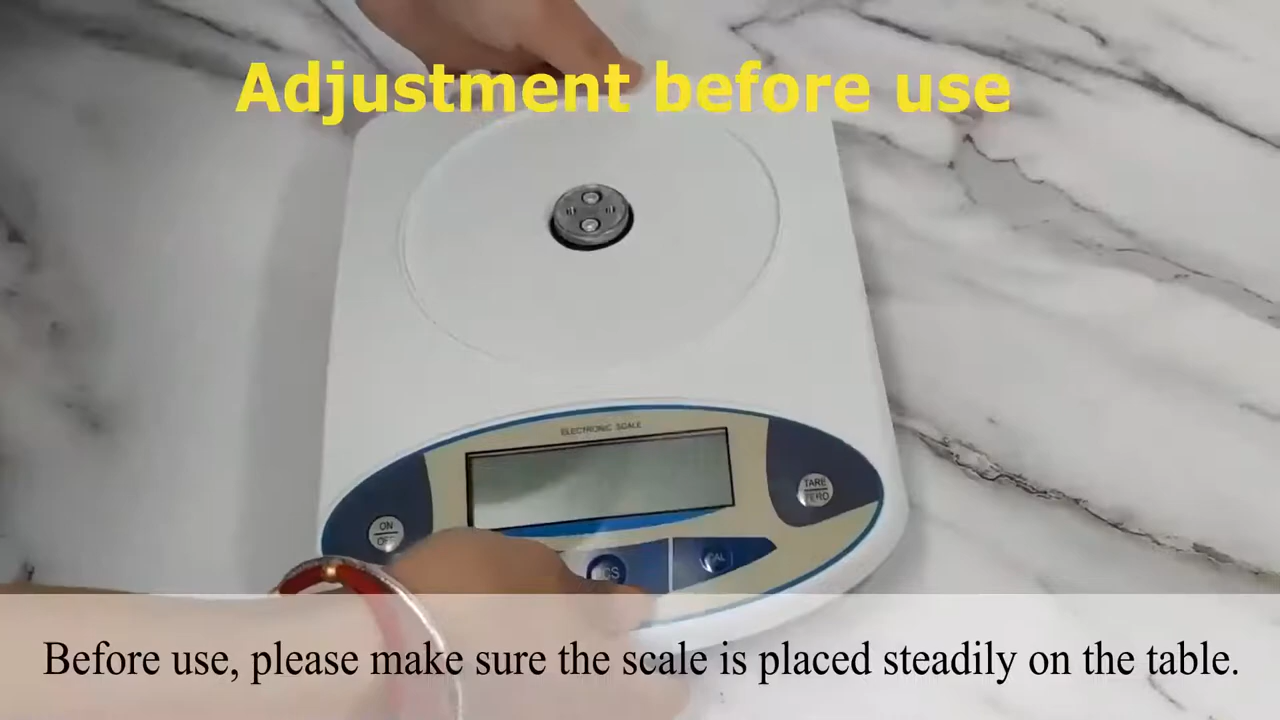 Adjustment before use
ELECTRONIC SCALE
TARE
ZERO
ON
CAL
Before use, please make sure the scale is placed steadily on the table.